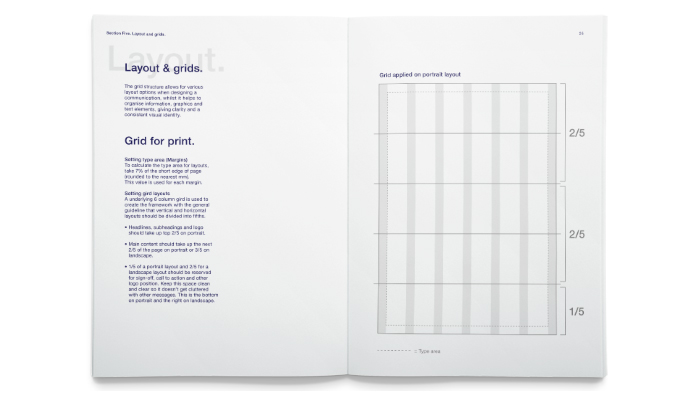 Section Five. Layout and grids.
Layout.
Layout & grids.
The grid structure allows for various
layout options when designing a
communication, whilst it helps to
organise information, graphics and
text elements, giving clarity and a
consistent visual identity.
Grid for print.
Setting type area (Margins)
To calculate the type area for layouts,
take 7% of the short edge of page
(rounded to the nearest mm).
This value is used for each margin.
Setting gird layouts
A underlying 6 column gird is used to
create the framework with the general
guideline that vertical and horizontal
layouts should be divided into fifths.
• Headlines, subheadings and logo
should take up top 2/5 on portrait.
• Main content should take up the next
2/5 of the page on portrait or 3/5 on
landscape.
• 1/5 of a portrait layout and 2/5 for a
landscape layout should be reserved
for sign-off, call to action and other
logo position. Keep this space clean
and clear so it doesn't get cluttered
with other messages. This is the bottom
on portrait and the right on landscape.
Grid applied on portrait layout
2/5
2/5
1/5
= Type area